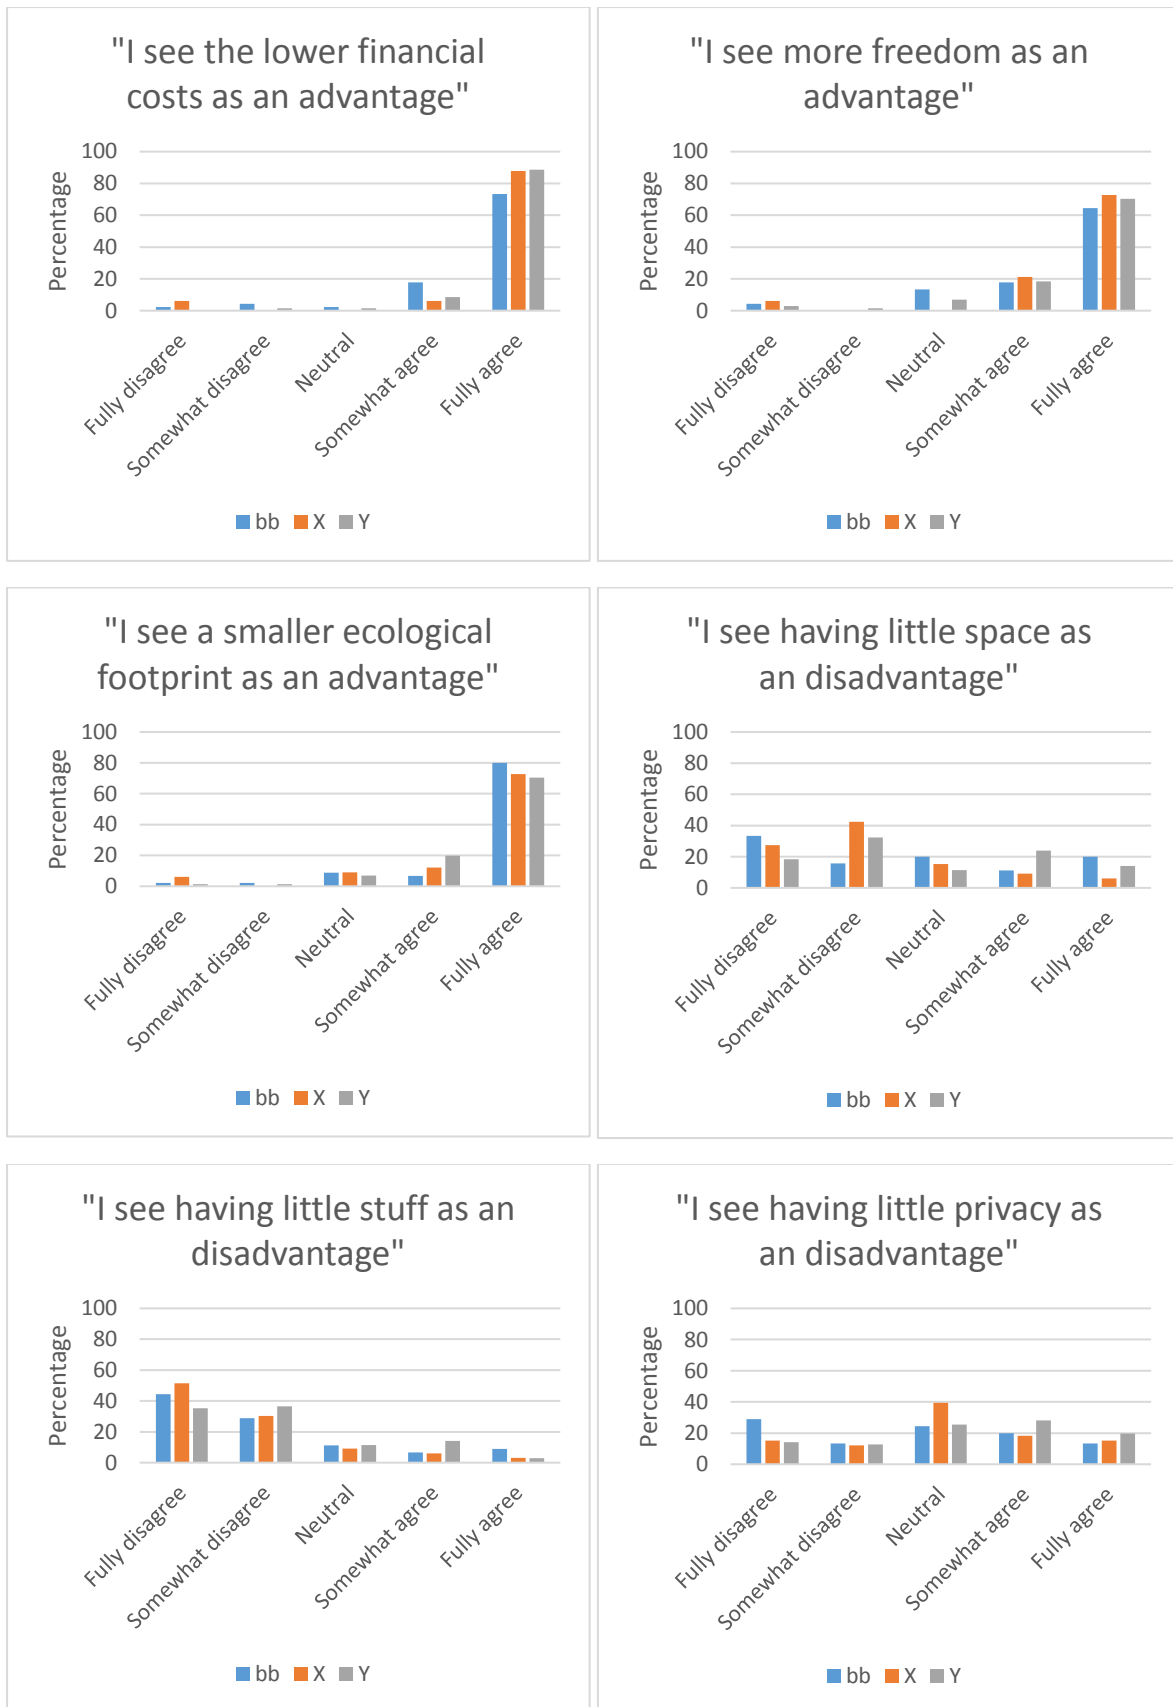 "I see the lower financial
costs as an advantage"
Percentage
100
80
60
40
20
0
Fully disagree
Somewhat disagree
Neutral
Somewhat agree
Fully agree
bb X Y
"I see more freedom as an
advantage"
Percentage
100
80
60
40
20
0
Fully disagree
Somewhat disagree
Neutral
Somewhat agree
Fully agree
bb X Y
"I see a smaller ecological
footprint as an advantage"
Percentage
100
80
60
40
20
0
Fully disagree
Somewhat disagree
Neutral
Somewhat agree
Fully agree
bb X Y
"I see having little space as
an disadvantage"
Percentage
100
80
60
40
20
0
Fully disagree
Somewhat disagree
Neutral
Somewhat agree
Fully agree
bb X Y
"I see having little stuff as an
disadvantage"
Percentage
100
80
60
40
20
0
Fully disagree
Somewhat disagree
Neutral
Somewhat agree
Fully agree
bb X Y
"I see having little privacy as
an disadvantage"
Percentage
100
80
60
40
20
0
Fully disagree
Somewhat disagree
Neutral
Somewhat agree
Fully agree
bb X Y